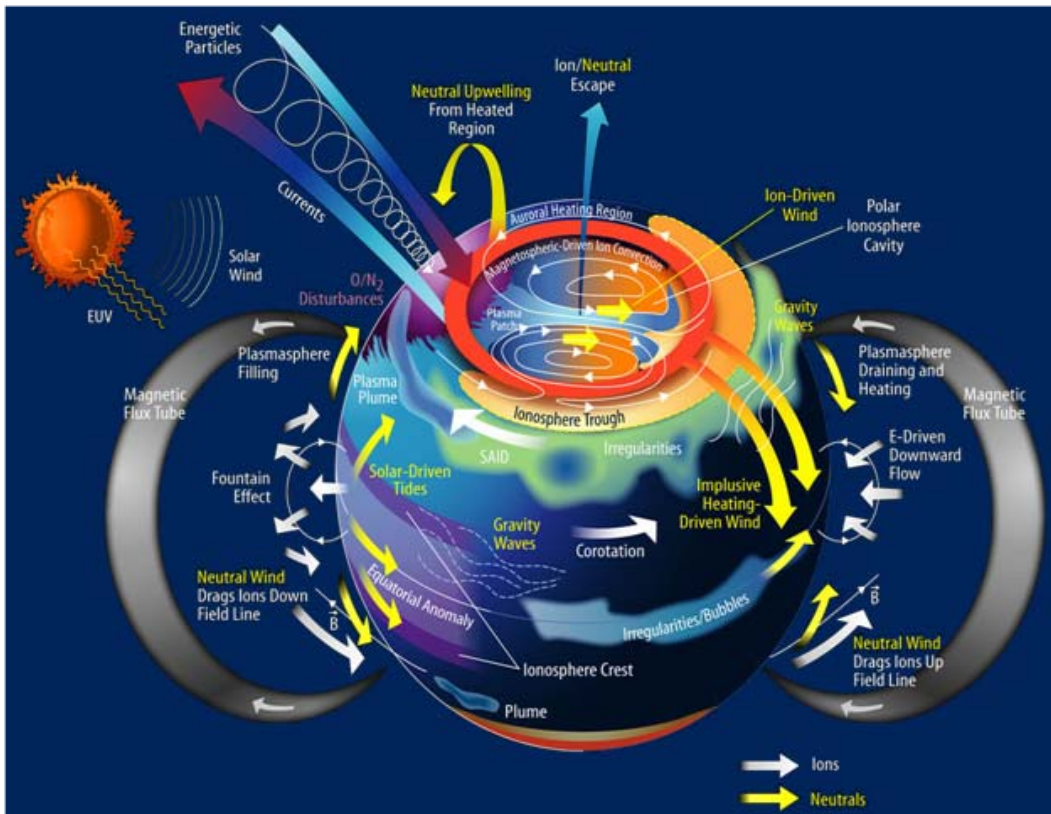 Energetic
Particles
Neutral Upwelling
From Heated
Region
Ion/Neutral
Escape
Currents
Solar
Wind
EUV
Auroral Heating Region
Magnetospheric-Driven Ion Convection
Ion-Driven
Wind
Polar
Ionosphere
Cavity
O/N2
Disturbances
Plasma
Patch
Gravity
Waves
Plasmasphere
Filling
Magnetic
Flux Tube
Plasma
Plume
Ionosphere Trough
SAID
Irregularities
Plasmasphere
Draining and
Heating
Magnetic
Flux Tube
Fountain
Effect
Solar-Driven
Tides
Gravity
Waves
Corotation
Implusive
Heating-
Driven Wind
E-Driven
Downward
Flow
Neutral Wind
Drags Ions Down
Field Line
B
Equatorial Anomaly
Irregularities/Bubbles
Ionosphere Crest
Plume
B
Neutral Wind
Drags Ions Up
Field Line
Ions
Neutrals